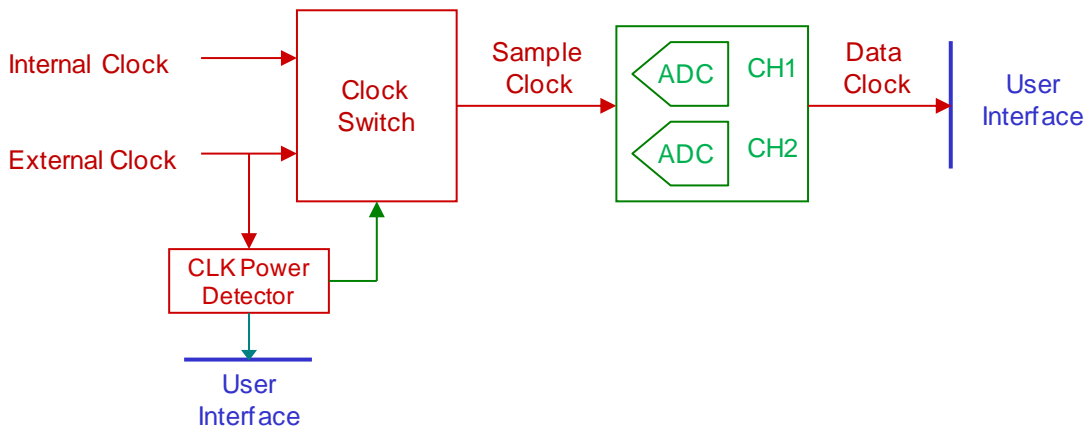 Internal Clock
External Clock
Clock
Switch
CLK Power
Detector
User
Interface
Sample
Clock
ADC
CH1
ADC
CH2
Data
Clock
User
Interface